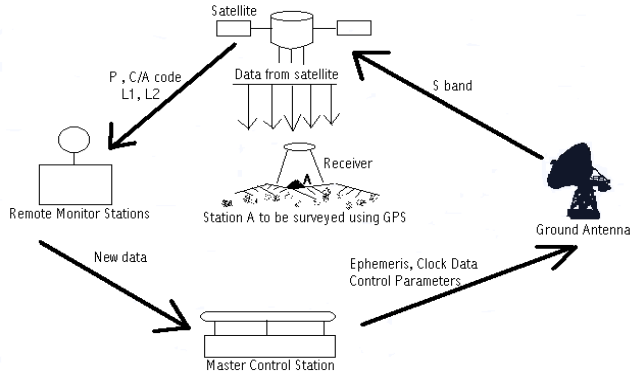 Satellite
P , C/A code
L1, L2
Data from satellite
S band
Receiver
A
Remote Monitor Stations
Station A to be surveyed using GPS
Ground Antenna
New data
Ephemeris, Clock Data
Control Parameters
Master Control Station